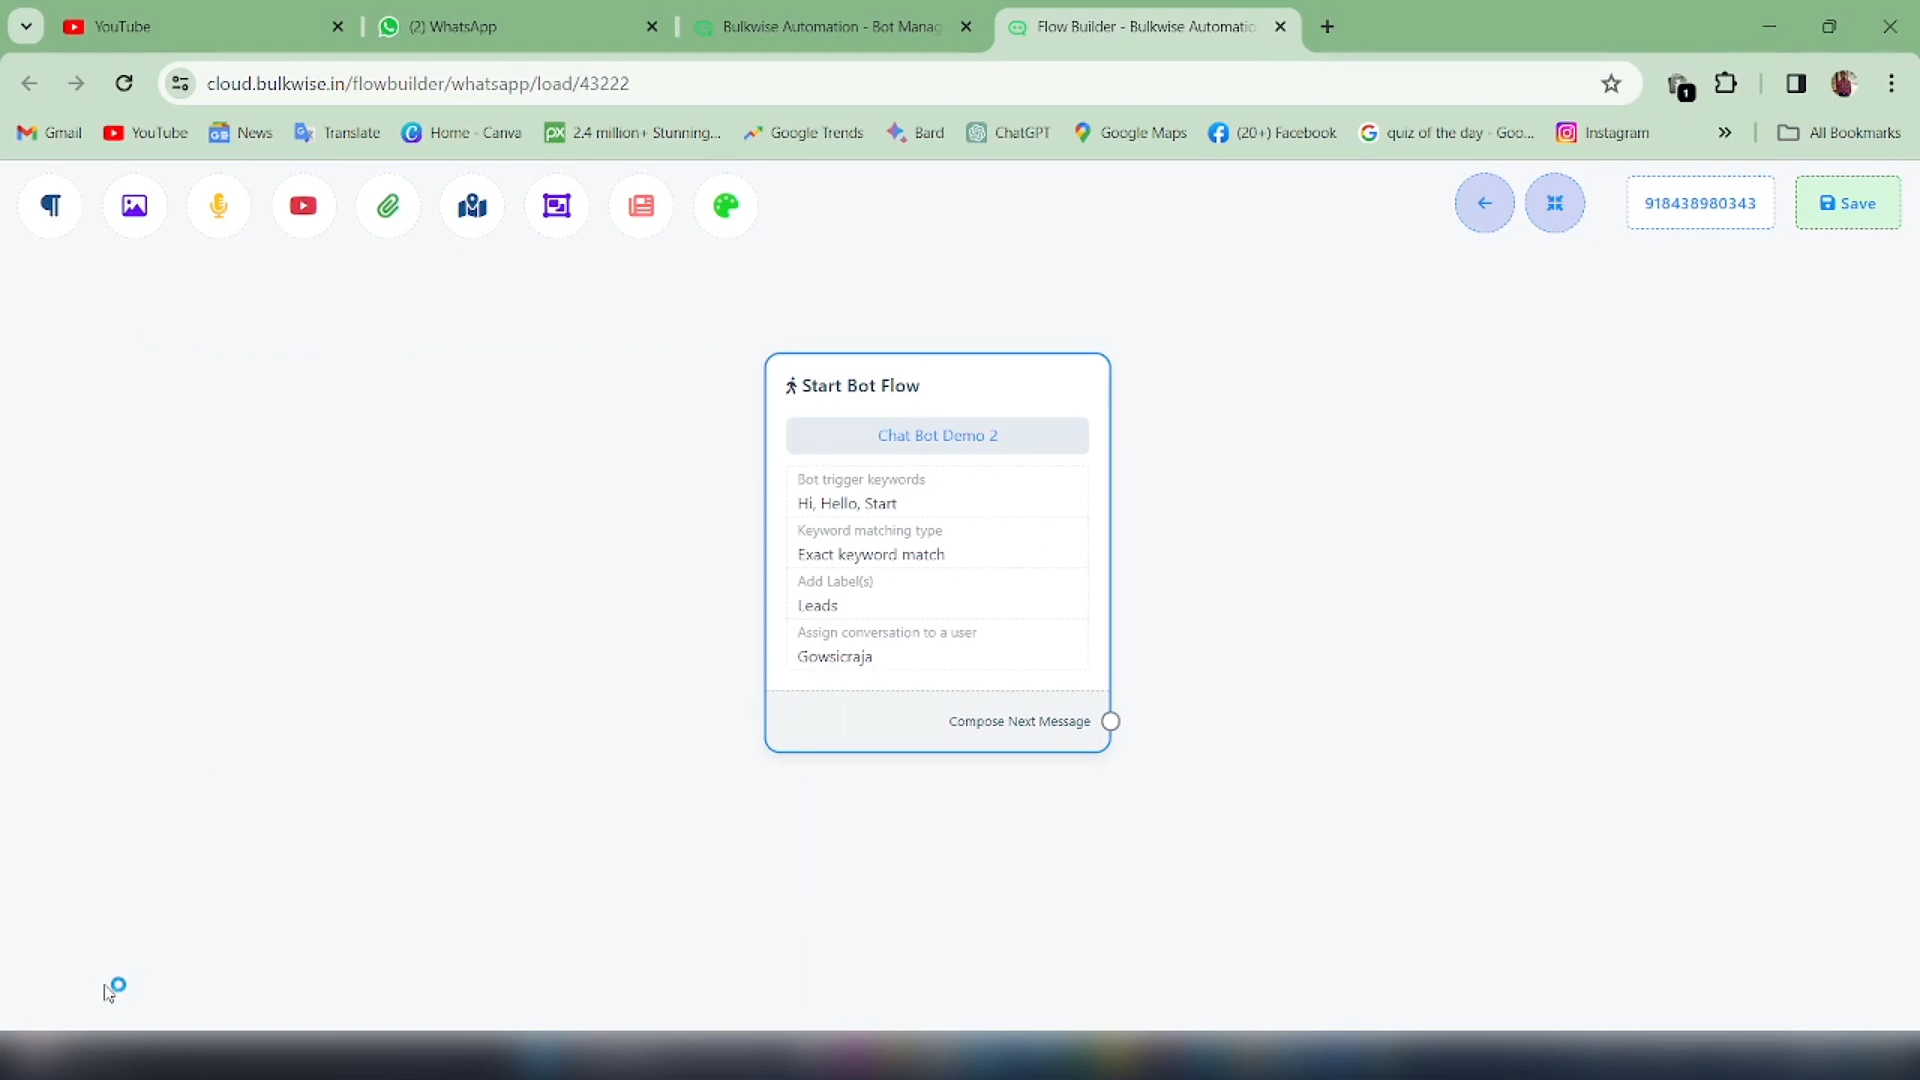 YouTube
(2) WhatsApp
Bulkwise Automation - Bot Manag
Flow Builder - Bulkwise Automatio
cloud.bulkwise.in/flowbuilder/whatsapp/load/43222
1
Gmail
YouTube
News
Translate
Home - Canva
2.4 million+ Stunning...
Google Trends
Bard
ChatGPT
Google Maps
(20+) Facebook
quiz of the day - Goo...
Instagram
All Bookmarks
918438980343
Save
Start Bot Flow
Chat Bot Demo 2
Bot trigger keywords
Hi, Hello, Start
Keyword matching type
Exact keyword match
Add Label(s)
Leads
Assign conversation to a user
Gowsicraja
Compose Next Message